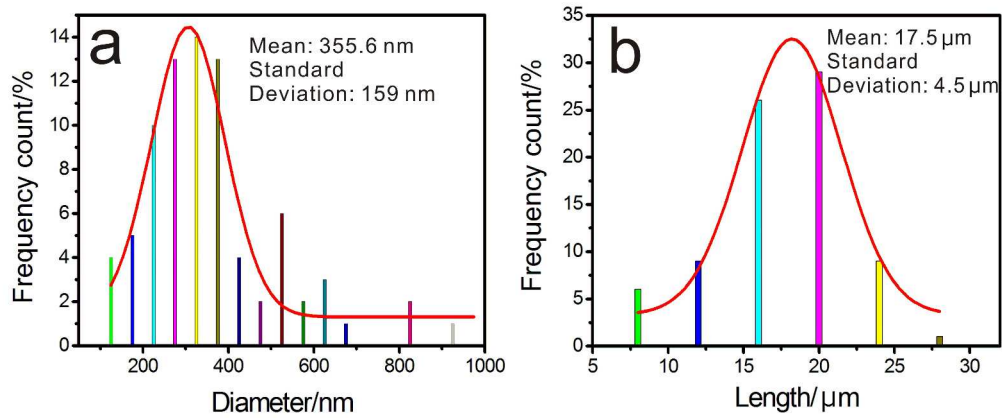 a
Mean: 355.6 nm
Standard
Deviation: 159 nm
Frequency count/%
14
12
10
8
6
4
2
0
200
400
600
800
1000
Diameter/nm
b
Mean: 17.5 μm
Standard
Deviation: 4.5 μm
Frequency count/%
35
30
25
20
15
10
5
0
5
10
15
20
25
30
Length/μm